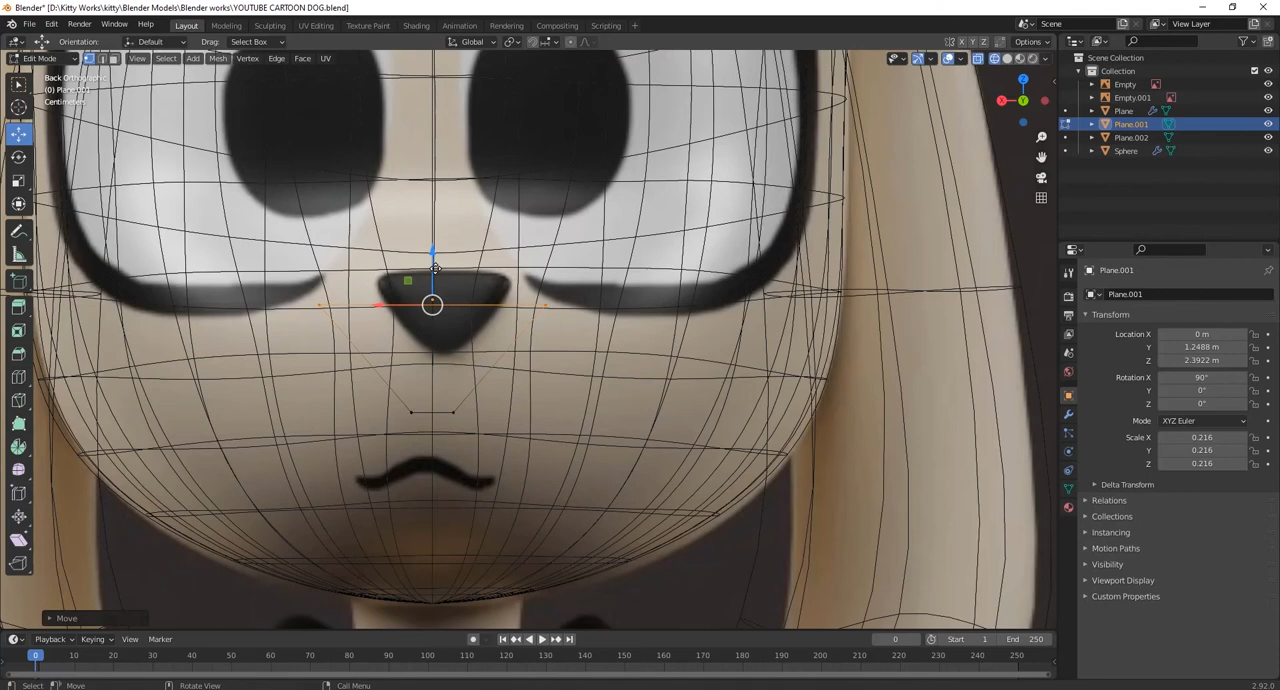 Blender* [D:\Kitty Works\kitty\Blender Models\Blender works\YOUTUBE CARTOON DOG.blend]
File Edit Render Window Help Layout Modeling Sculpting UV Editing Texture Paint Shading Animation Rendering Compositing Scripting + Scene View Layer
Orientation: Default Drag: Select Box Global X Y Z Options
Edit Mode View Select Add Mesh Vertex Edge Face UV
Back Orthographic
(0) Plane.001
Centimeters
Z
X Y
Move
Scene Collection
Collection
Empty
Empty.001
Plane
Plane.001
Plane.002
Sphere
Plane.001
Plane.001
Transform
Location X 0 m
Y 1.2488 m
Z 2.3922 m
Rotation X 90°
Y 0°
Z 0°
Mode XYZ Euler
Scale X 0.216
Y 0.216
Z 0.216
Delta Transform
Relations
Collections
Instancing
Motion Paths
Visibility
Viewport Display
Custom Properties
Playback Keying View Marker 0 Start 1 End 250
0 10 20 30 40 50 60 70 80 90 100 110 120 130 140 150 160 170 180 190 200 210 220 230 240 250
Select Move Rotate View Call Menu 2.92.0